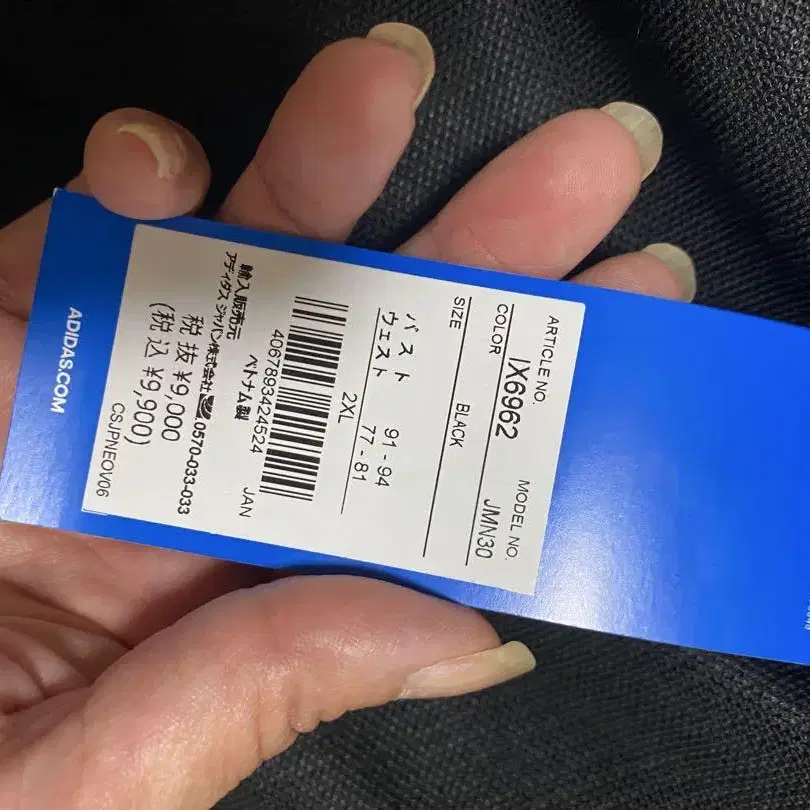 ARTICLE NO. MODEL NO.
IX6962 JMN30
COLOR
BLACK
SIZE
バスト 91 - 94
ウェスト 77 - 81
2XL
4067893424524 JAN
ベトナム製
輸入販売元
アディダス ジャパン株式会社 0570-033-033
税抜 ¥9,000
(税込 ¥9,900)
CSJPNEOV06
ADIDAS.COM